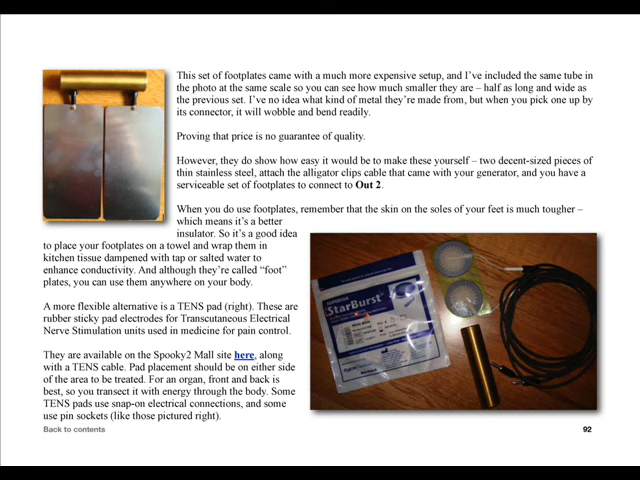 This set of footplates came with a much more expensive setup, and I've included the same tube in
the photo at the same scale so you can see how much smaller they are – half as long and wide as
the previous set. I've no idea what kind of metal they're made from, but when you pick one up by
its connector, it will wobble and bend readily.
Proving that price is no guarantee of quality.
However, they do show how easy it would be to make these yourself – two decent-sized pieces of
thin stainless steel, attach the alligator clips cable that came with your generator, and you have a
serviceable set of footplates to connect to Out 2.
When you do use footplates, remember that the skin on the soles of your feet is much tougher –
which means it's a better
insulator. So it's a good idea
to place your footplates on a towel and wrap them in
kitchen tissue dampened with tap or salted water to
enhance conductivity. And although they're called “foot”
plates, you can use them anywhere on your body.
A more flexible alternative is a TENS pad (right). These are
rubber sticky pad electrodes for Transcutaneous Electrical
Nerve Stimulation units used in medicine for pain control.
They are available on the Spooky2 Mall site here, along
with a TENS cable. Pad placement should be on either side
of the area to be treated. For an organ, front and back is
best, so you transect it with energy through the body. Some
TENS pads use snap-on electrical connections, and some
use pin sockets (like those pictured right).
SUPERIOR
StarBurst
Back to contents
92